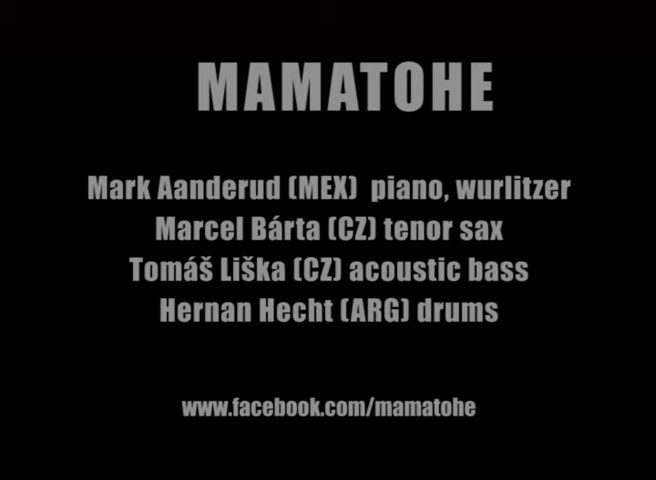 MAMATOHE
Mark Aanderud (MEX)  piano, wurlitzer
Marcel Bárta (CZ) tenor sax
Tomáš Liška (CZ) acoustic bass
Hernan Hecht (ARG) drums
www.facebook.com/mamatohe